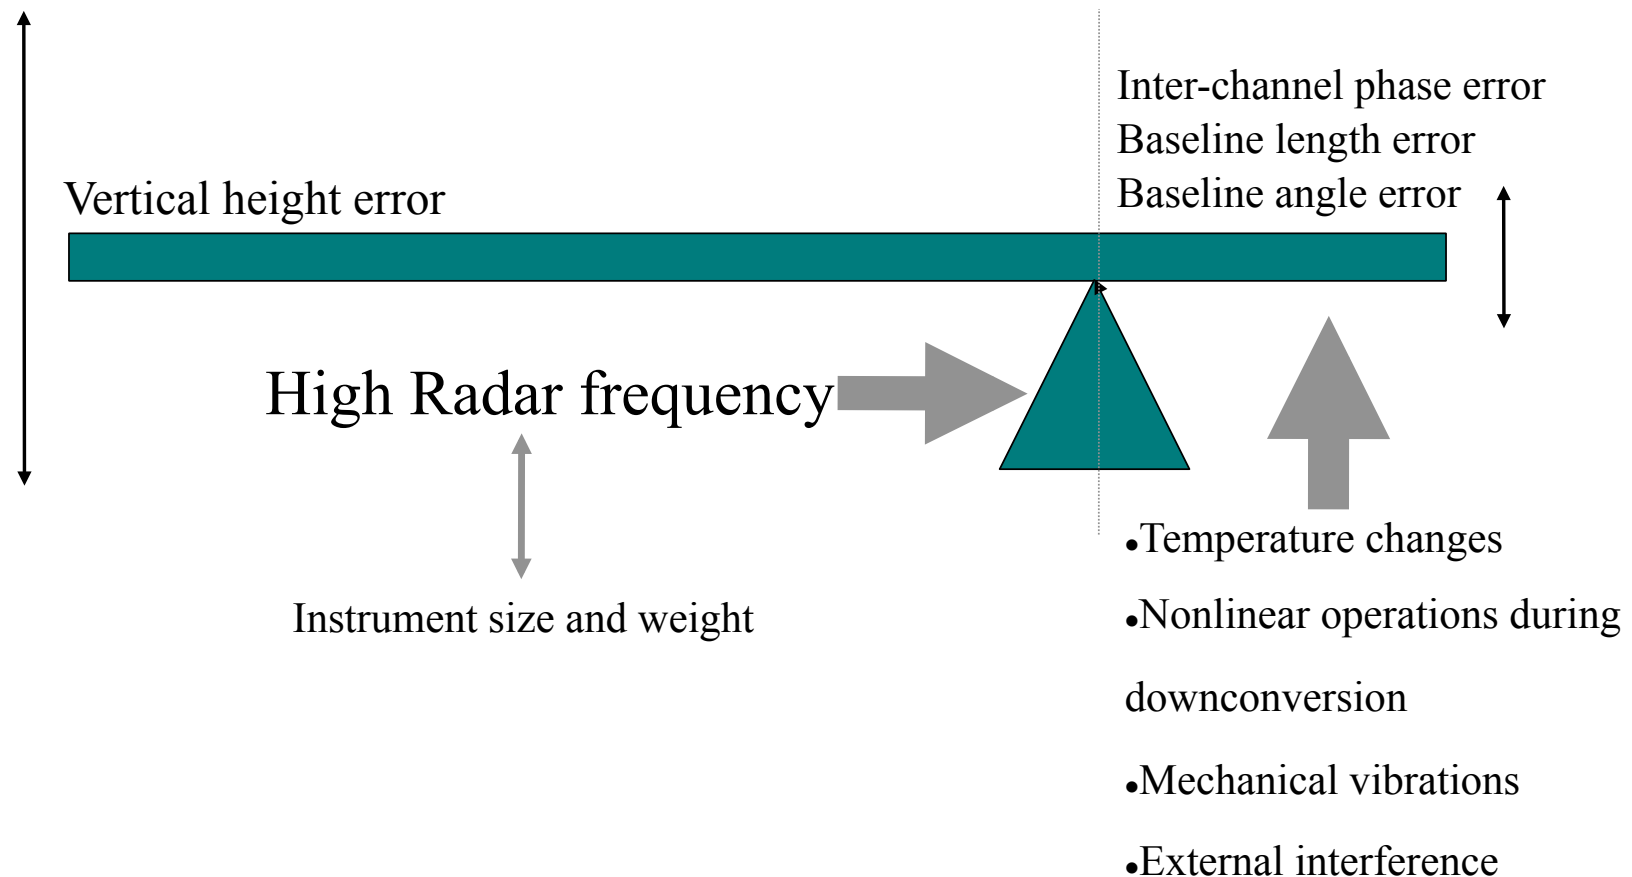 Inter-channel phase error
Baseline length error
Baseline angle error
Vertical height error
High Radar frequency
Instrument size and weight
•Temperature changes
•Nonlinear operations during
downconversion
•Mechanical vibrations
•External interference